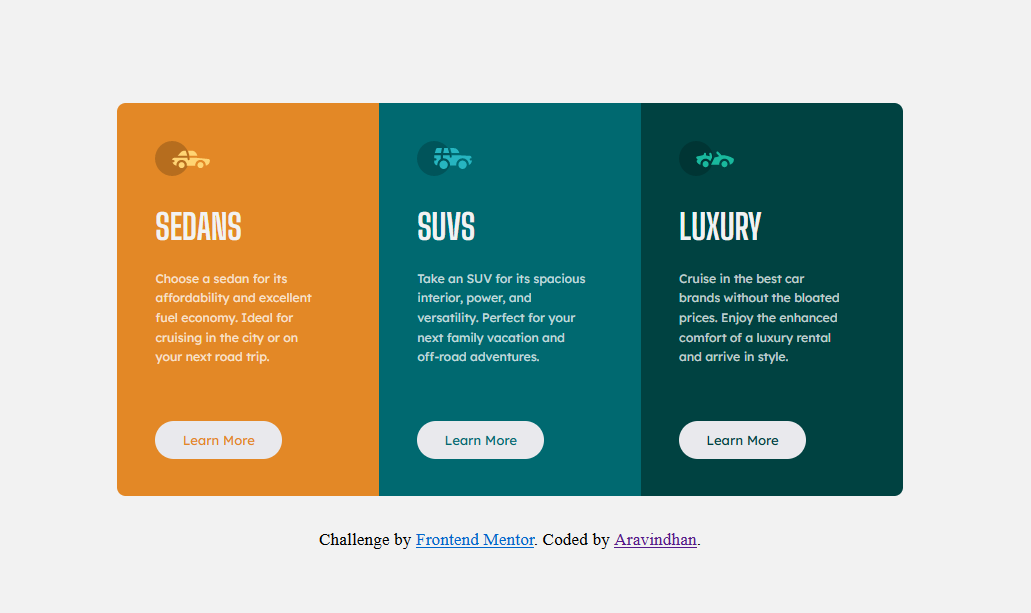 SEDANS
Choose a sedan for its
affordability and excellent
fuel economy. Ideal for
cruising in the city or on
your next road trip.
Learn More
SUVS
Take an SUV for its spacious
interior, power, and
versatility. Perfect for your
next family vacation and
off-road adventures.
Learn More
LUXURY
Cruise in the best car
brands without the bloated
prices. Enjoy the enhanced
comfort of a luxury rental
and arrive in style.
Learn More
Challenge by Frontend Mentor. Coded by Aravindhan.